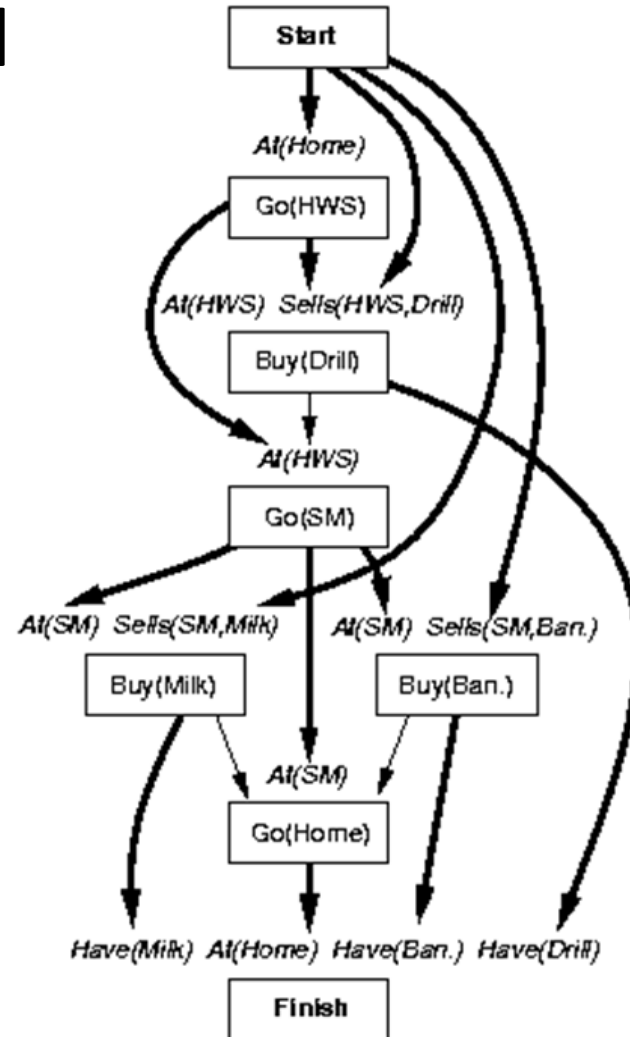 Start
At(Home)
Go(HWS)
At(HWS) Sells(HWS,Drill)
Buy(Drill)
At(HWS)
Go(SM)
At(SM) Sells(SM,Milk) At(SM) Sells(SM,Ban.)
Buy(Milk) Buy(Ban.)
At(SM)
Go(Home)
Have(Milk) At(Home) Have(Ban.) Have(Drill)
Finish